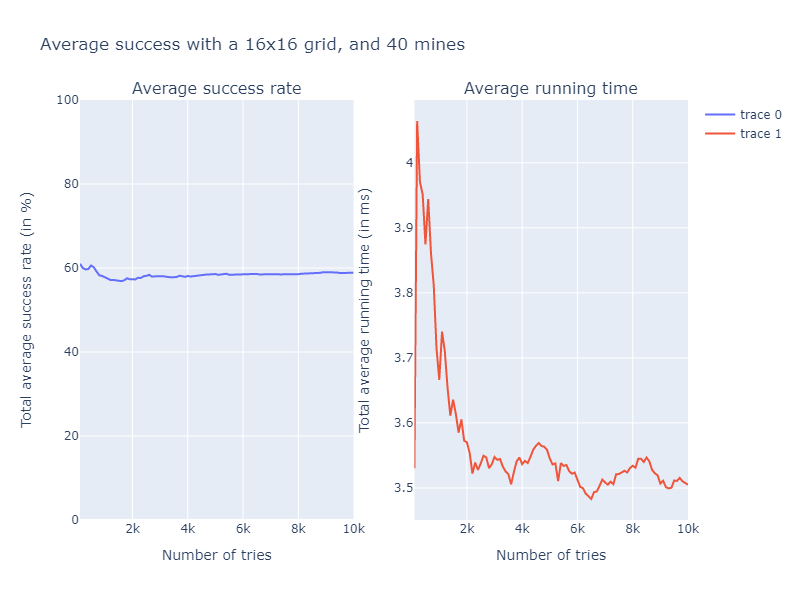 Average success with a 16x16 grid, and 40 mines
Average success rate
Average running time
trace 0
trace 1
Total average success rate (in %)
100
80
60
40
20
0
2k
4k
6k
8k
10k
Number of tries
Total average running time (in ms)
4
3.9
3.8
3.7
3.6
3.5
2k
4k
6k
8k
10k
Number of tries